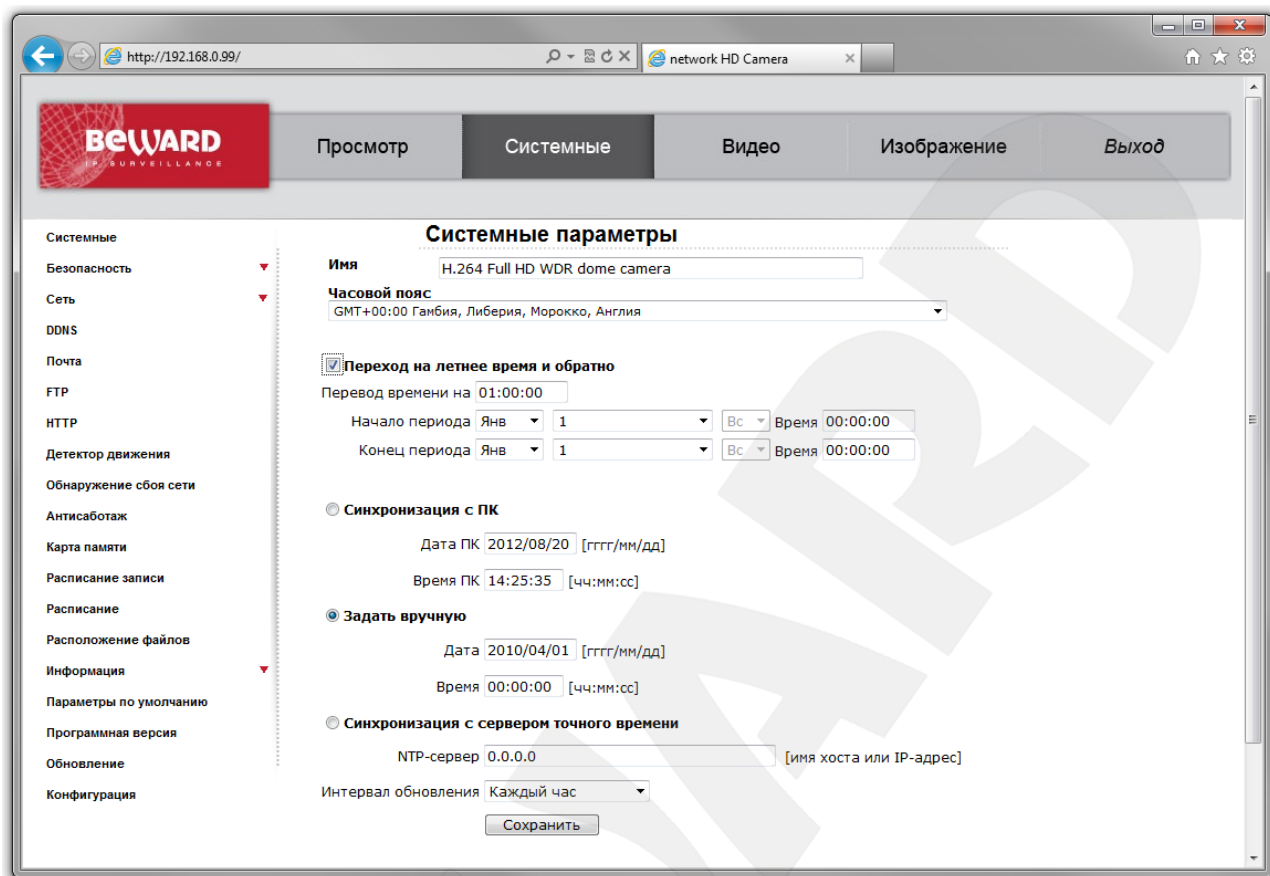 http://192.168.0.99/
network HD Camera
BEWARD
IP SURVEILLANCE
Просмотр
Системные
Видео
Изображение
Выход
Системные
Безопасность
Сеть
DDNS
Почта
FTP
HTTP
Детектор движения
Обнаружение сбоя сети
Антисаботаж
Карта памяти
Расписание записи
Расписание
Расположение файлов
Информация
Параметры по умолчанию
Программная версия
Обновление
Конфигурация
Системные параметры
Имя H.264 Full HD WDR dome camera
Часовой пояс
GMT+00:00 Гамбия, Либерия, Морокко, Англия
Переход на летнее время и обратно
Перевод времени на 01:00:00
Начало периода Янв 1 Вс Время 00:00:00
Конец периода Янв 1 Вс Время 00:00:00
Синхронизация с ПК
Дата ПК 2012/08/20 [гггг/мм/дд]
Время ПК 14:25:35 [чч:мм:сс]
Задать вручную
Дата 2010/04/01 [гггг/мм/дд]
Время 00:00:00 [чч:мм:сс]
Синхронизация с сервером точного времени
NTP-сервер 0.0.0.0 [имя хоста или IP-адрес]
Интервал обновления Каждый час
Сохранить
WARD